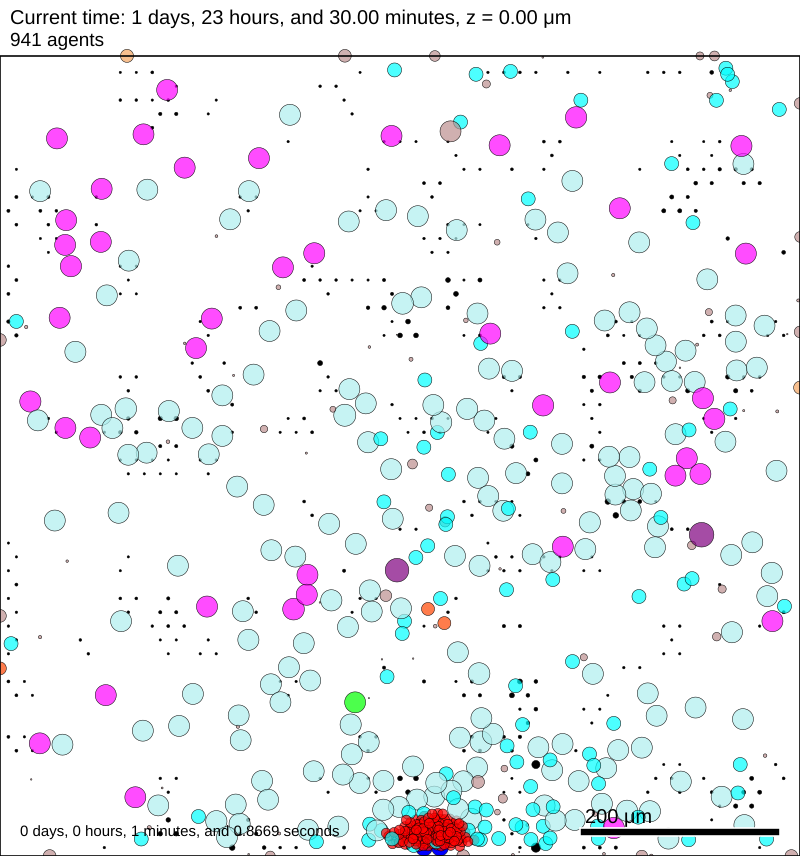 Current time: 1 days, 23 hours, and 30.00 minutes, z = 0.00 μm
941 agents
200 μm
0 days, 0 hours, 1 minutes, and 0.8669 seconds